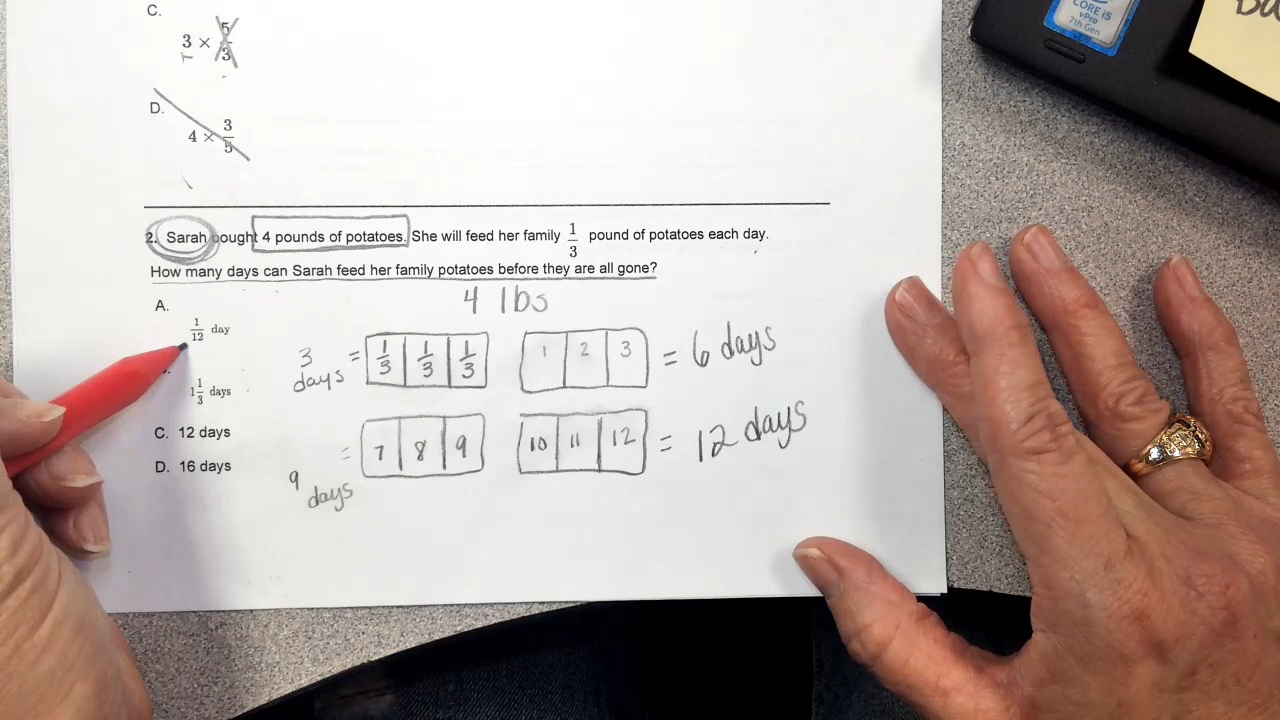 C.
3 × 5/3
D.
4 × 3/5
2. Sarah bought 4 pounds of potatoes. She will feed her family 1/3 pound of potatoes each day.
How many days can Sarah feed her family potatoes before they are all gone?
4 lbs
A.
1/12 day
1 1/3 days
C. 12 days
D. 16 days
3 days = 1/3 1/3 1/3 1 2 3 = 6 days
9 days = 7 8 9 10 11 12 = 12 days
CORE i5
vPro
7th Gen